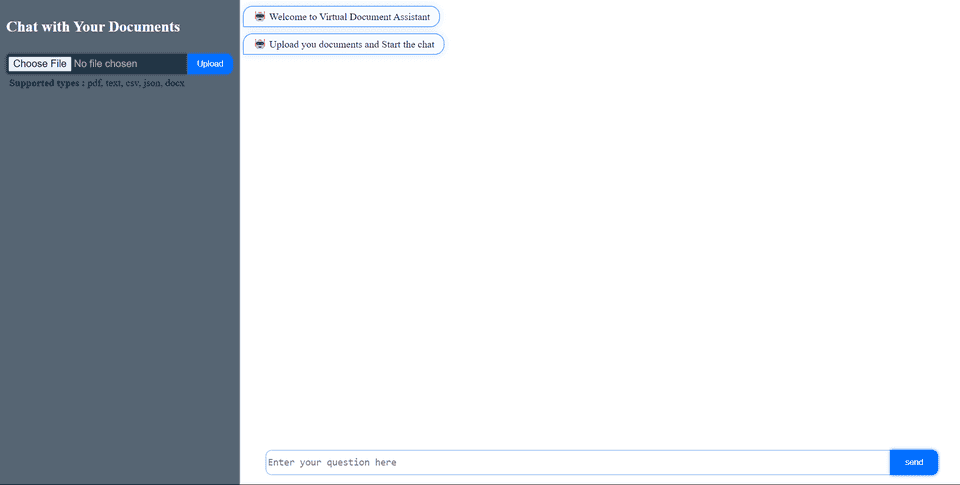 Chat with Your Documents
Choose File No file chosen
Upload
Supported types : pdf, text, csv, json, docx
Welcome to Virtual Document Assistant
Upload you documents and Start the chat
Enter your question here
send